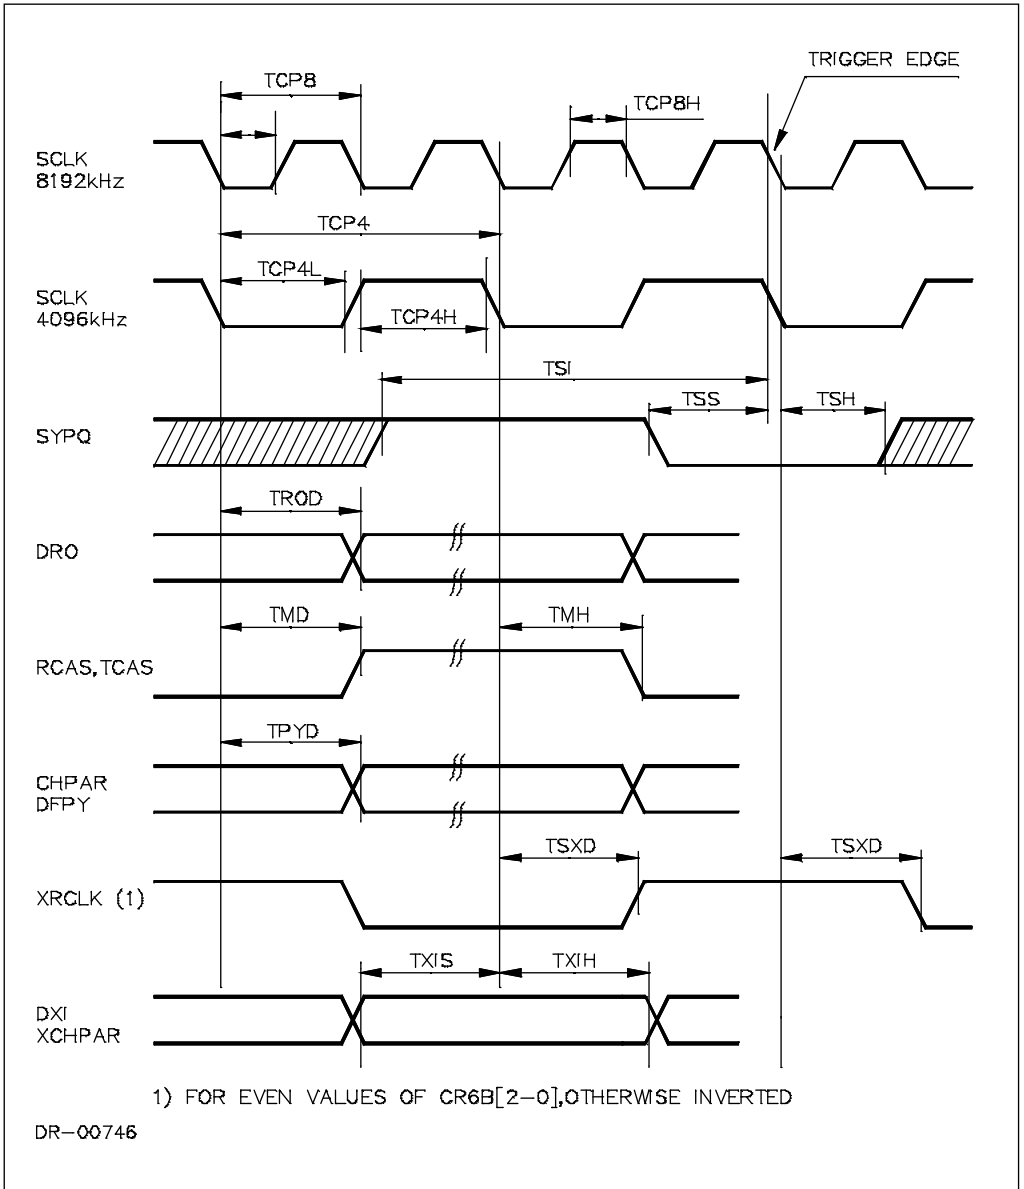 TRIGGER EDGE
TCP8
TCP8H
SCLK
8192kHz
TCP4
TCP4L
SCLK
4096kHz
TCP4H
TSI
TSS
TSH
SYPQ
TROD
DRO
TMD
TMH
RCAS,TCAS
TPYD
CHPAR
DFPY
TSXD
TSXD
XRCLK (1)
TXIS
TXIH
DXI
XCHPAR
1) FOR EVEN VALUES OF CR6B[2-0],OTHERWISE INVERTED
DR-00746